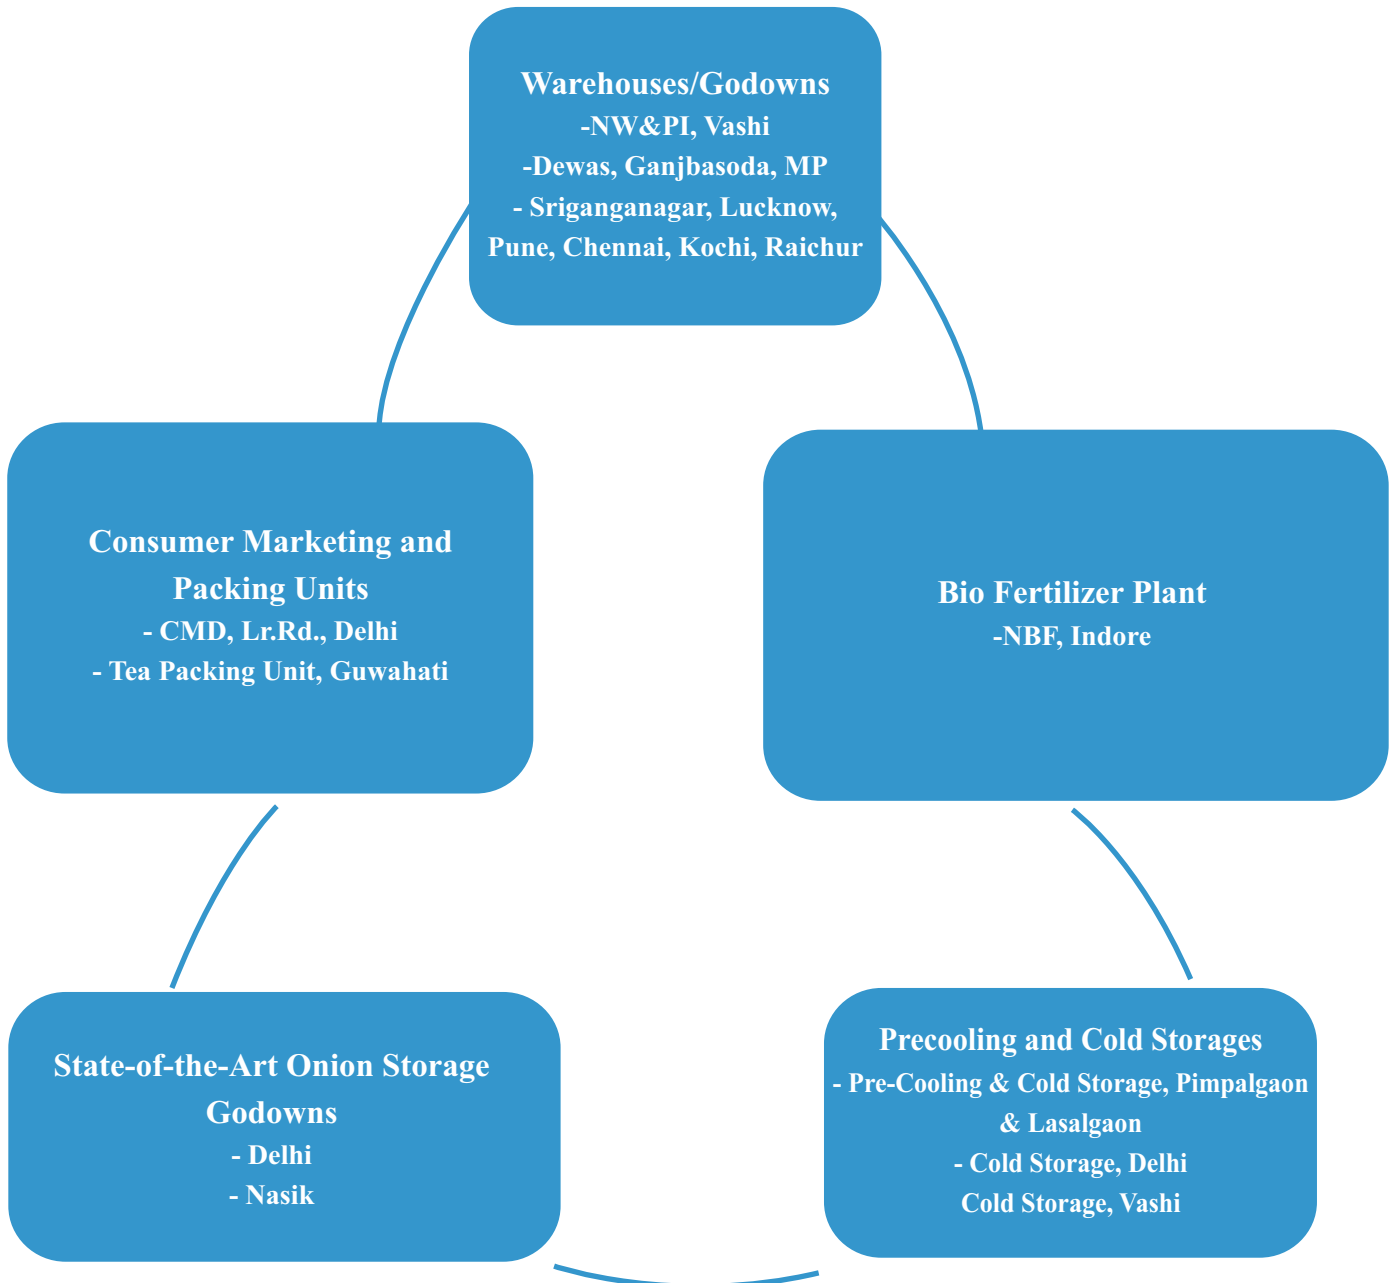 Warehouses/Godowns
-NW&PI, Vashi
-Dewas, Ganjbasoda, MP
- Sriganganagar, Lucknow,
Pune, Chennai, Kochi, Raichur
Consumer Marketing and
Packing Units
- CMD, Lr.Rd., Delhi
- Tea Packing Unit, Guwahati
Bio Fertilizer Plant
-NBF, Indore
State-of-the-Art Onion Storage
Godowns
- Delhi
- Nasik
Precooling and Cold Storages
- Pre-Cooling & Cold Storage, Pimpalgaon
& Lasalgaon
- Cold Storage, Delhi
Cold Storage, Vashi